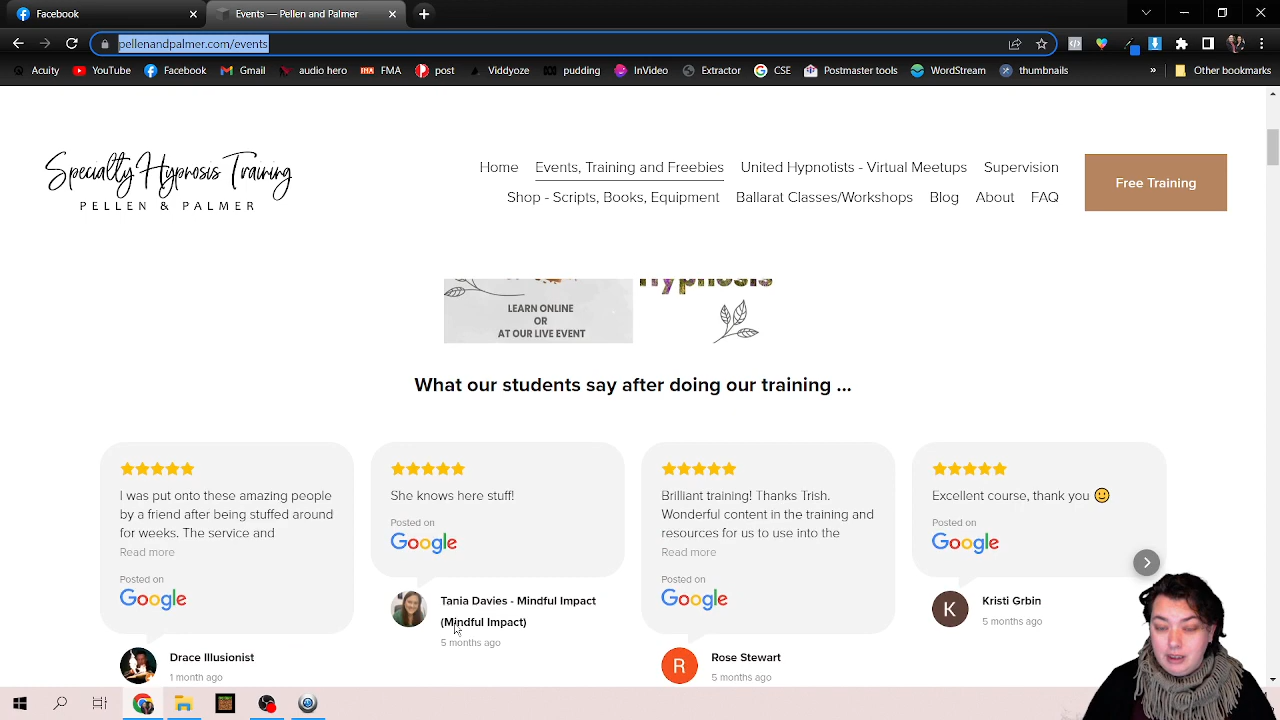 Facebook
Events — Pellen and Palmer
pellenandpalmer.com/events
Acuity
YouTube
Facebook
Gmail
audio hero
FMA
post
Viddyoze
pudding
InVideo
Extractor
CSE
Postmaster tools
WordStream
thumbnails
»
Other bookmarks
Specialty Hypnosis Training
PELLEN & PALMER
Home
Events, Training and Freebies
United Hypnotists - Virtual Meetups
Supervision
Shop - Scripts, Books, Equipment
Ballarat Classes/Workshops
Blog
About
FAQ
Free Training
Hypnosis
LEARN ONLINE
OR
AT OUR LIVE EVENT
What our students say after doing our training ...
I was put onto these amazing people
by a friend after being stuffed around
for weeks. The service and
Read more
Posted on
Google
Drace Illusionist
1 month ago
She knows here stuff!
Posted on
Google
Tania Davies - Mindful Impact
(Mindful Impact)
5 months ago
Brilliant training! Thanks Trish.
Wonderful content in the training and
resources for us to use into the
Read more
Posted on
Google
R
Rose Stewart
5 months ago
Excellent course, thank you 🙂
Posted on
Google
K
Kristi Grbin
5 months ago